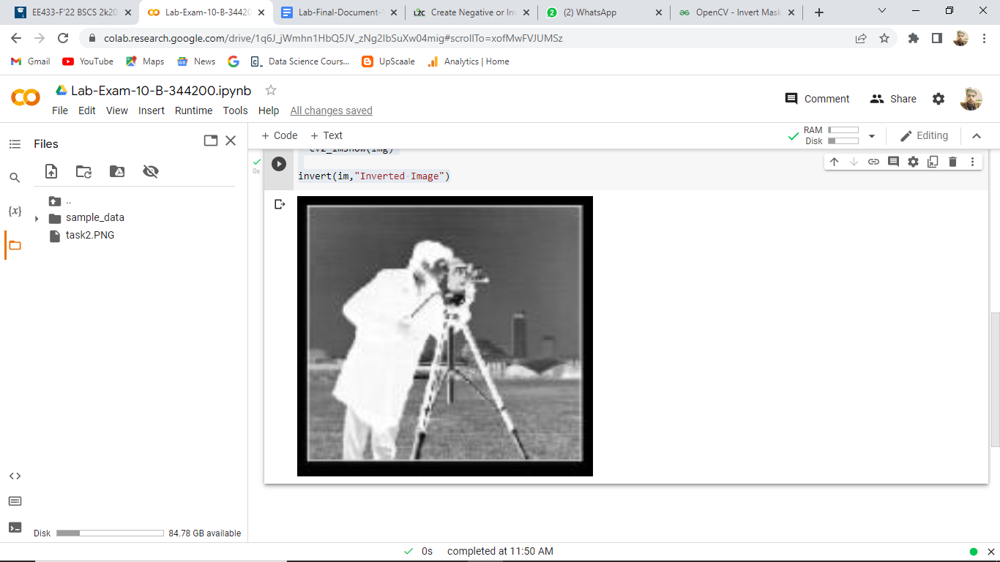 EE433-F'22 BSCS 2k20
Lab-Exam-10-B-34420
Lab-Final-Document-
L2C Create Negative or Inv
2 (2) WhatsApp
OpenCV - Invert Mask
colab.research.google.com/drive/1q6J_jWmhn1HbQ5JV_zNg2IbSuXw04mig#scrollTo=xofMwFVJUMSz
Gmail YouTube Maps News Data Science Cours... UpScaale Analytics | Home
Lab-Exam-10-B-344200.ipynb
Comment Share
File Edit View Insert Runtime Tools Help All changes saved
Files
+ Code + Text
RAM
Disk
Editing
cv2_imshow(img)
0s
invert(im,"Inverted Image")
{x}
..
sample_data
task2.PNG
Disk 84.78 GB available
0s completed at 11:50 AM